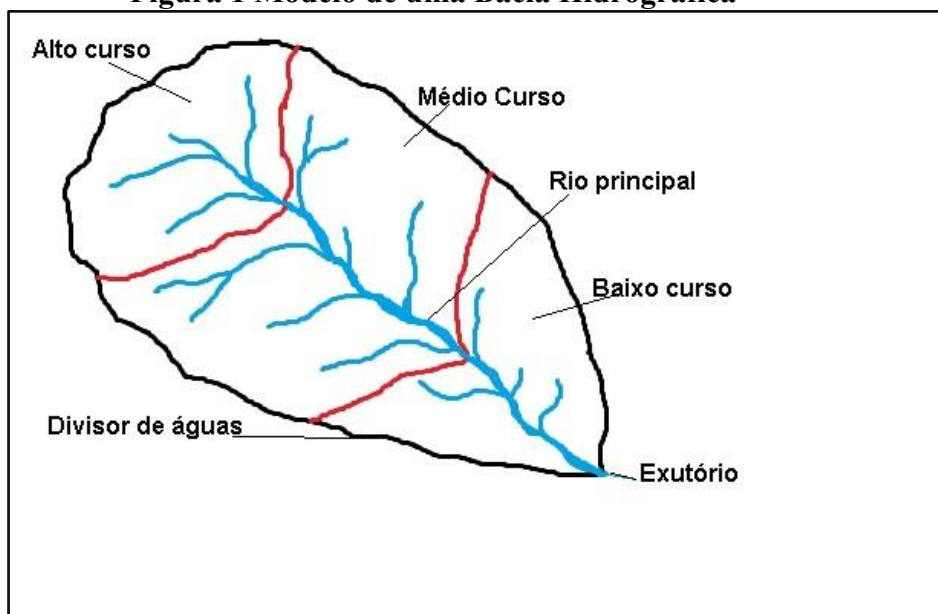 Figura 1 Modelo de uma Bacia Hidrográfica
Alto curso
Médio Curso
Rio principal
Baixo curso
Divisor de águas
Exutório